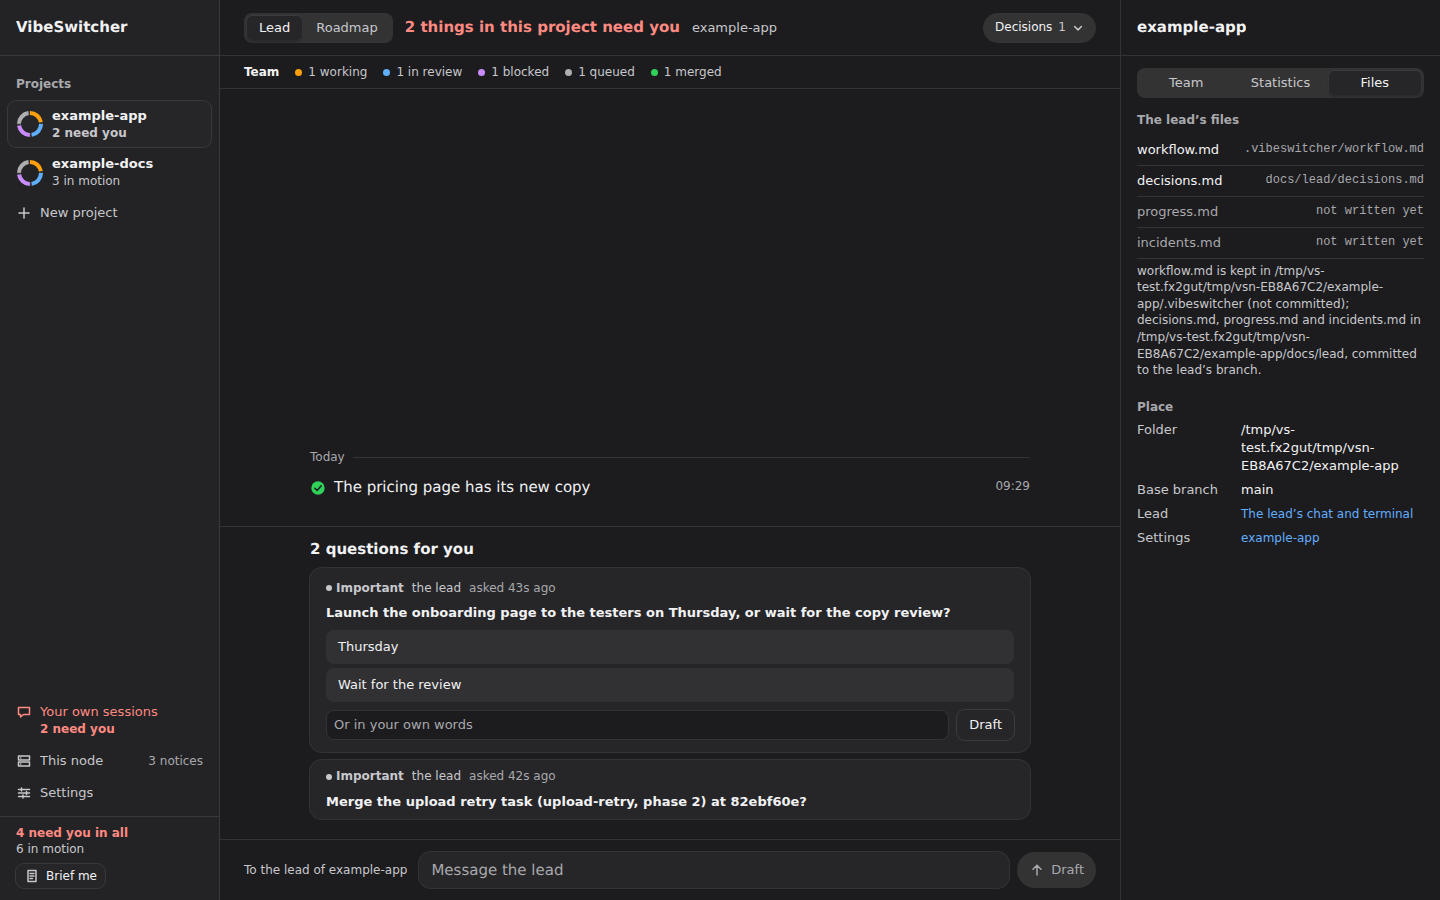 VibeSwitcher
Projects
example-app
2 need you
example-docs
3 in motion
New project
Your own sessions
2 need you
This node 3 notices
Settings
4 need you in all
6 in motion
Brief me
Lead Roadmap 2 things in this project need you example-app Decisions 1
Team 1 working 1 in review 1 blocked 1 queued 1 merged
Today
The pricing page has its new copy 09:29
2 questions for you
Important the lead asked 43s ago
Launch the onboarding page to the testers on Thursday, or wait for the copy review?
Thursday
Wait for the review
Or in your own words Draft
Important the lead asked 42s ago
Merge the upload retry task (upload-retry, phase 2) at 82ebf60e?
To the lead of example-app Message the lead Draft
example-app
Team Statistics Files
The lead’s files
workflow.md .vibeswitcher/workflow.md
decisions.md docs/lead/decisions.md
progress.md not written yet
incidents.md not written yet
workflow.md is kept in /tmp/vs-
test.fx2gut/tmp/vsn-EB8A67C2/example-
app/.vibeswitcher (not committed);
decisions.md, progress.md and incidents.md in
/tmp/vs-test.fx2gut/tmp/vsn-
EB8A67C2/example-app/docs/lead, committed
to the lead’s branch.
Place
Folder /tmp/vs-
test.fx2gut/tmp/vsn-
EB8A67C2/example-app
Base branch main
Lead The lead’s chat and terminal
Settings example-app